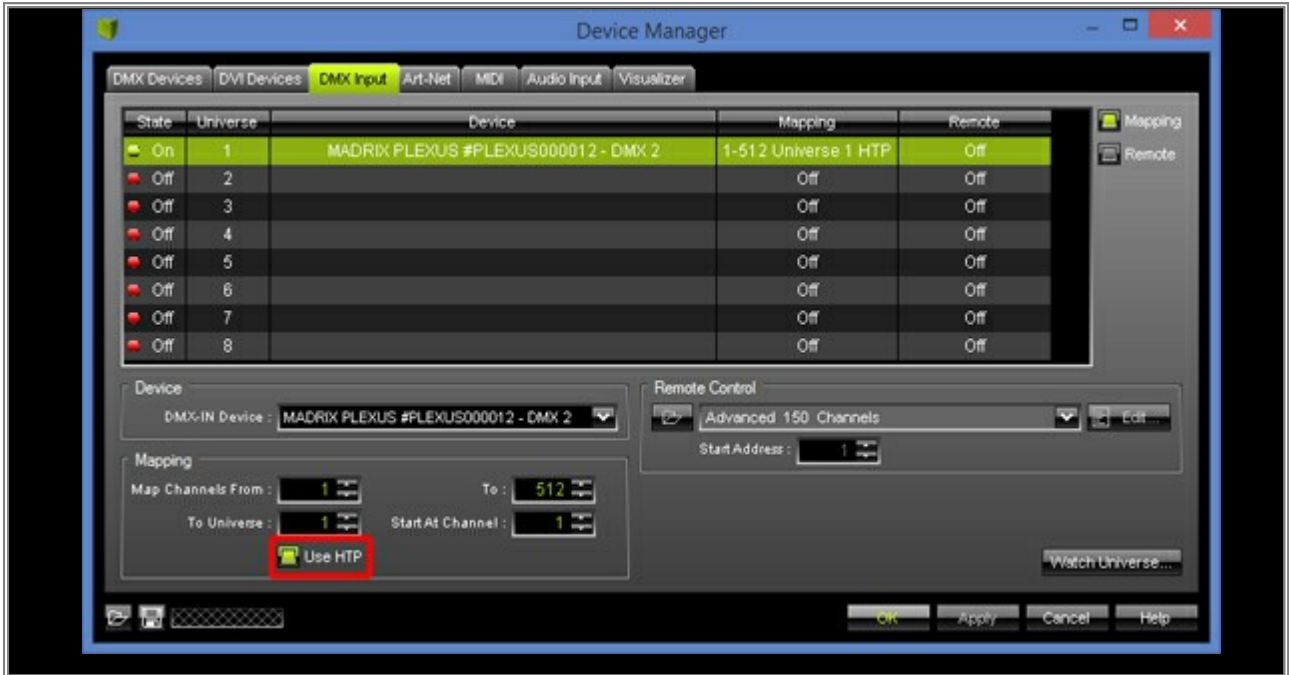 Device Manager
DMX Devices DVI Devices DMX Input Art-Net MIDI Audio Input Visualizer
State Universe Device Mapping Remote
On 1 MADRIX PLEXUS #PLEXUS000012 - DMX 2 1-512 Universe 1 HTP Off
Off 2 Off Off
Off 3 Off Off
Off 4 Off Off
Off 5 Off Off
Off 6 Off Off
Off 7 Off Off
Off 8 Off Off
Mapping
Remote
Device
DMX-IN Device : MADRIX PLEXUS #PLEXUS000012 - DMX 2
Mapping
Map Channels From : 1 To : 512
To Universe : 1 Start At Channel : 1
Use HTP
Remote Control
Advanced 150 Channels Edit...
Start Address : 1
Watch Universe...
OK Apply Cancel Help